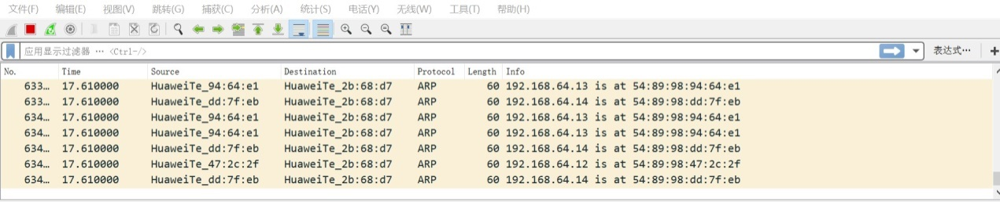 文件(F) 编辑(E) 视图(V) 跳转(G) 捕获(C) 分析(A) 统计(S) 电话(Y) 无线(W) 工具(T) 帮助(H)
应用显示过滤器 … <Ctrl-/> 表达式… +
No. Time Source Destination Protocol Length Info
633… 17.610000 HuaweiTe_94:64:e1 HuaweiTe_2b:68:d7 ARP 60 192.168.64.13 is at 54:89:98:94:64:e1
633… 17.610000 HuaweiTe_dd:7f:eb HuaweiTe_2b:68:d7 ARP 60 192.168.64.14 is at 54:89:98:dd:7f:eb
634… 17.610000 HuaweiTe_94:64:e1 HuaweiTe_2b:68:d7 ARP 60 192.168.64.13 is at 54:89:98:94:64:e1
634… 17.610000 HuaweiTe_94:64:e1 HuaweiTe_2b:68:d7 ARP 60 192.168.64.13 is at 54:89:98:94:64:e1
634… 17.610000 HuaweiTe_dd:7f:eb HuaweiTe_2b:68:d7 ARP 60 192.168.64.14 is at 54:89:98:dd:7f:eb
634… 17.610000 HuaweiTe_47:2c:2f HuaweiTe_2b:68:d7 ARP 60 192.168.64.12 is at 54:89:98:47:2c:2f
634… 17.610000 HuaweiTe_dd:7f:eb HuaweiTe_2b:68:d7 ARP 60 192.168.64.14 is at 54:89:98:dd:7f:eb